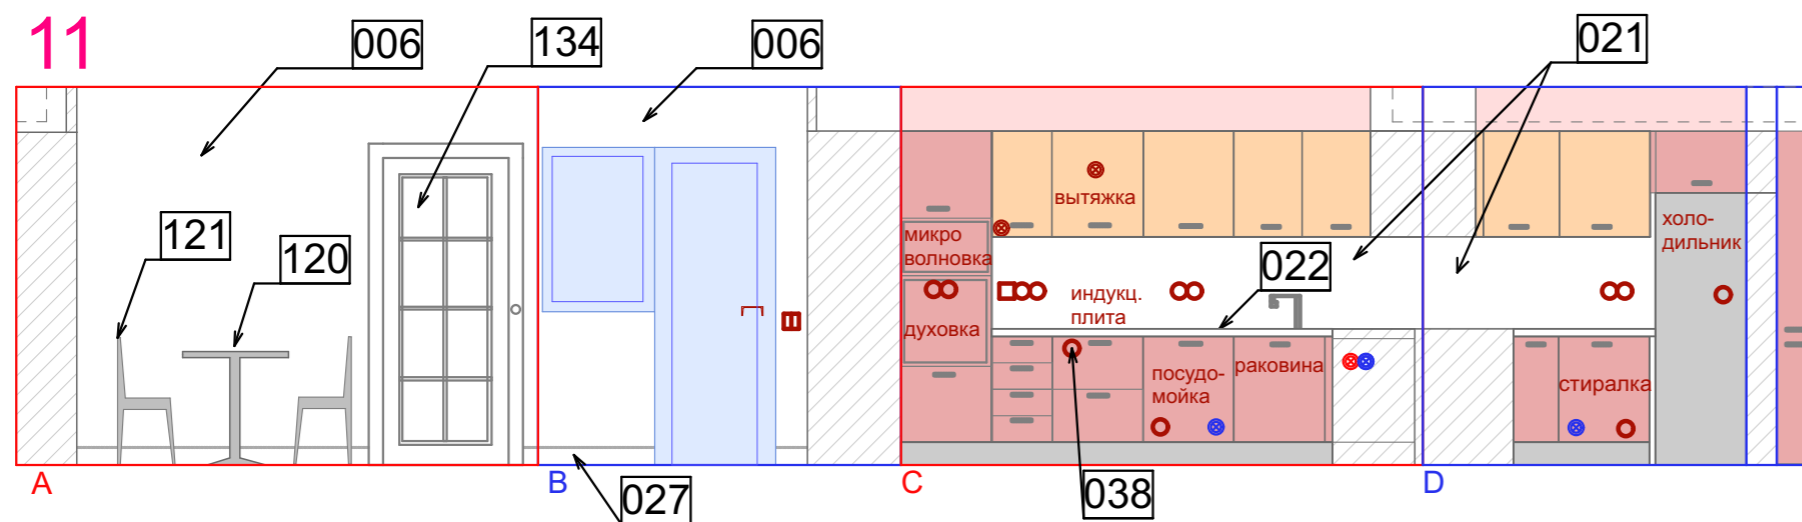 11
006
134
006
021
121
120
022
вытяжка
микро
волновка
духовка
индукц.
плита
посудо-
мойка
раковина
холо-
дильник
стиралка
A
B
C
D
027
038